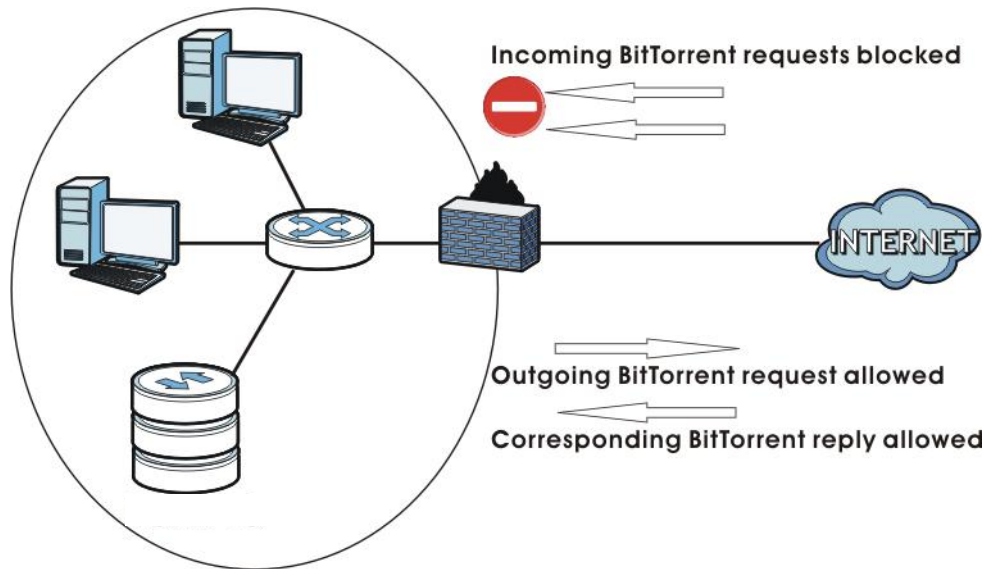 Incoming BitTorrent requests blocked
INTERNET
Outgoing BitTorrent request allowed
Corresponding BitTorrent reply allowed